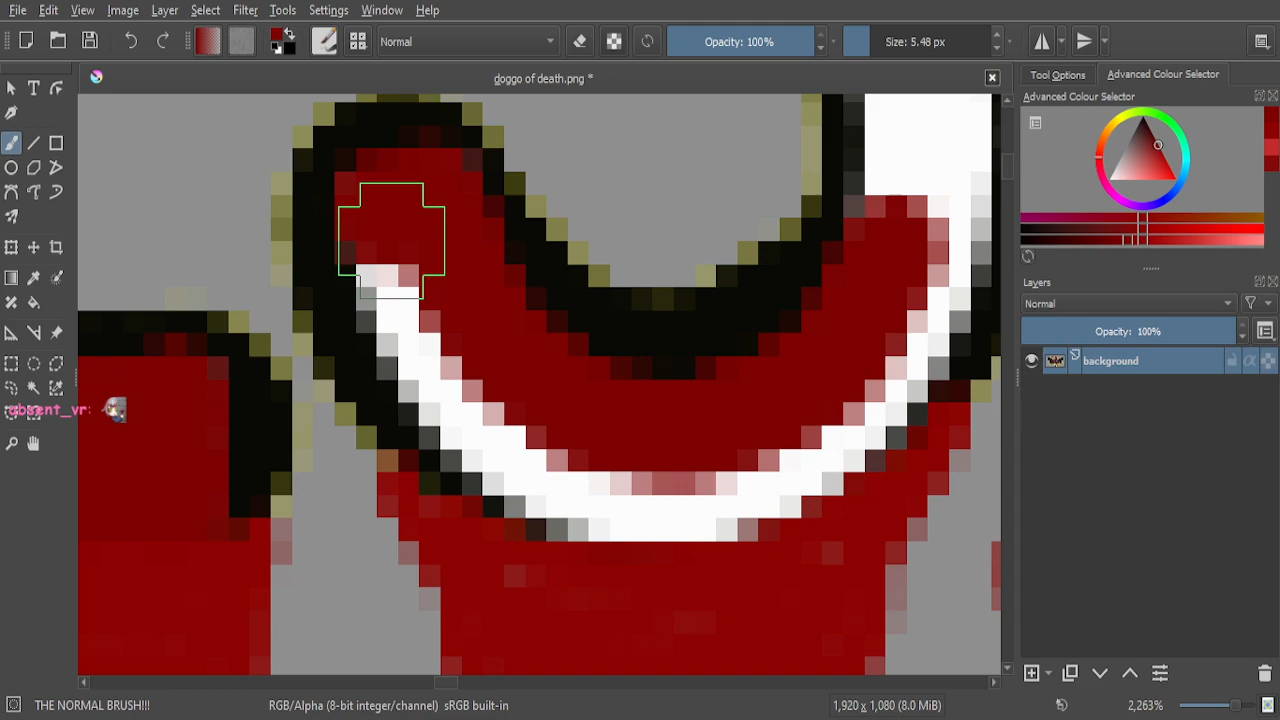 File Edit View Image Layer Select Filter Tools Settings Window Help
Normal
Opacity: 100%
Size: 5.48 px
doggo of death.png *
Tool Options
Advanced Colour Selector
Advanced Colour Selector
Layers
Normal
Opacity: 100%
background
absent_vr:
THE NORMAL BRUSH!!!
RGB/Alpha (8-bit integer/channel) sRGB built-in
1,920 x 1,080 (8.0 MiB)
2,263%